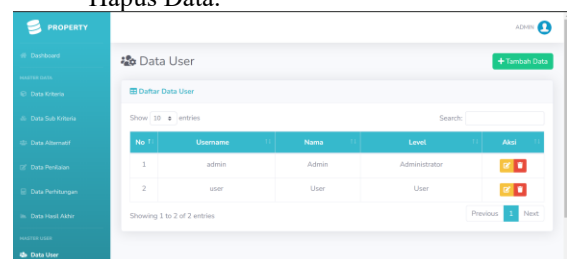 Hapus Data.
PROPERTY
ADMIN
Dashboard
MASTER DATA
Data Kriteria
Data Sub Kriteria
Data Alternatif
Data Penilaian
Data Perhitungan
Data Hasil Akhir
MASTER USER
Data User
Data User
+ Tambah Data
Daftar Data User
Show 10 entries
Search:
No Username Nama Level Aksi
1 admin Admin Administrator
2 user User User
Showing 1 to 2 of 2 entries
Previous 1 Next